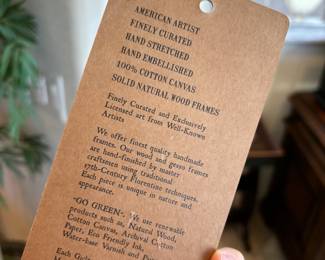 AMERICAN ARTIST
FINELY CURATED
HAND STRETCHED
HAND EMBELLISHED
100% COTTON CANVAS
SOLID NATURAL WOOD FRAMES
Finely Curated and Exclusively
Licensed art from Well-Known
Artists
We offer finest quality handmade
frames. Our wood and gesso frames
are hand-finished by master
craftsmen using traditional
17th-Century Florentine techniques.
Each piece is unique in nature and
appearance.
"GO GREEN". We use renewable
products such as, Natural Wood,
Cotton Canvas, Archival Cotton
Paper, Eco Friendly Ink,
Water-base Varnish and
Each